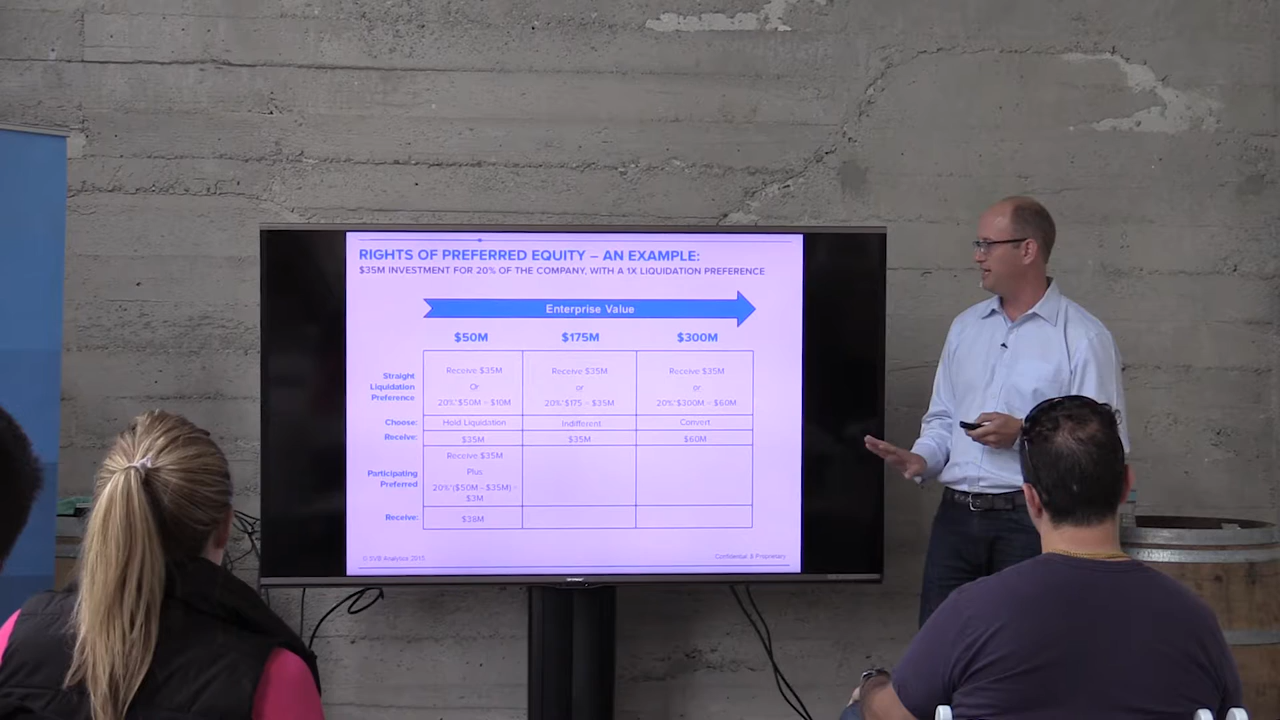 RIGHTS OF PREFERRED EQUITY – AN EXAMPLE:
$35M INVESTMENT FOR 20% OF THE COMPANY, WITH A 1X LIQUIDATION PREFERENCE
Enterprise Value
$50M $175M $300M
Straight
Liquidation
Preference
Receive $35M
Or
20%*$50M = $10M
Receive $35M
or
20%*$175 = $35M
Receive $35M
or
20%*$300M = $60M
Choose: Hold Liquidation Indifferent Convert
Receive: $35M $35M $60M
Participating
Preferred
Receive $35M
Plus
20%*($50M - $35M) =
$3M
Receive: $38M
© SVB Analytics 2015 Confidential & Proprietary